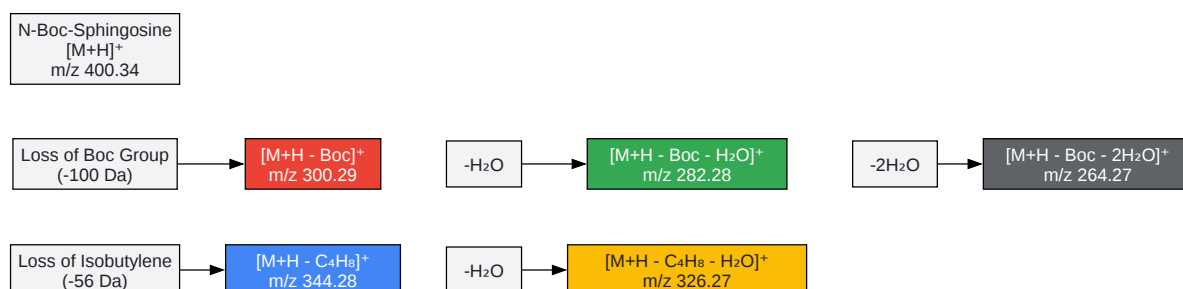 N-Boc-Sphingosine
[M+H]⁺
m/z 400.34
Loss of Boc Group
(-100 Da)
[M+H - Boc]⁺
m/z 300.29
-H₂O
[M+H - Boc - H₂O]⁺
m/z 282.28
-2H₂O
[M+H - Boc - 2H₂O]⁺
m/z 264.27
Loss of Isobutylene
(-56 Da)
[M+H - C₄H₈]⁺
m/z 344.28
-H₂O
[M+H - C₄H₈ - H₂O]⁺
m/z 326.27